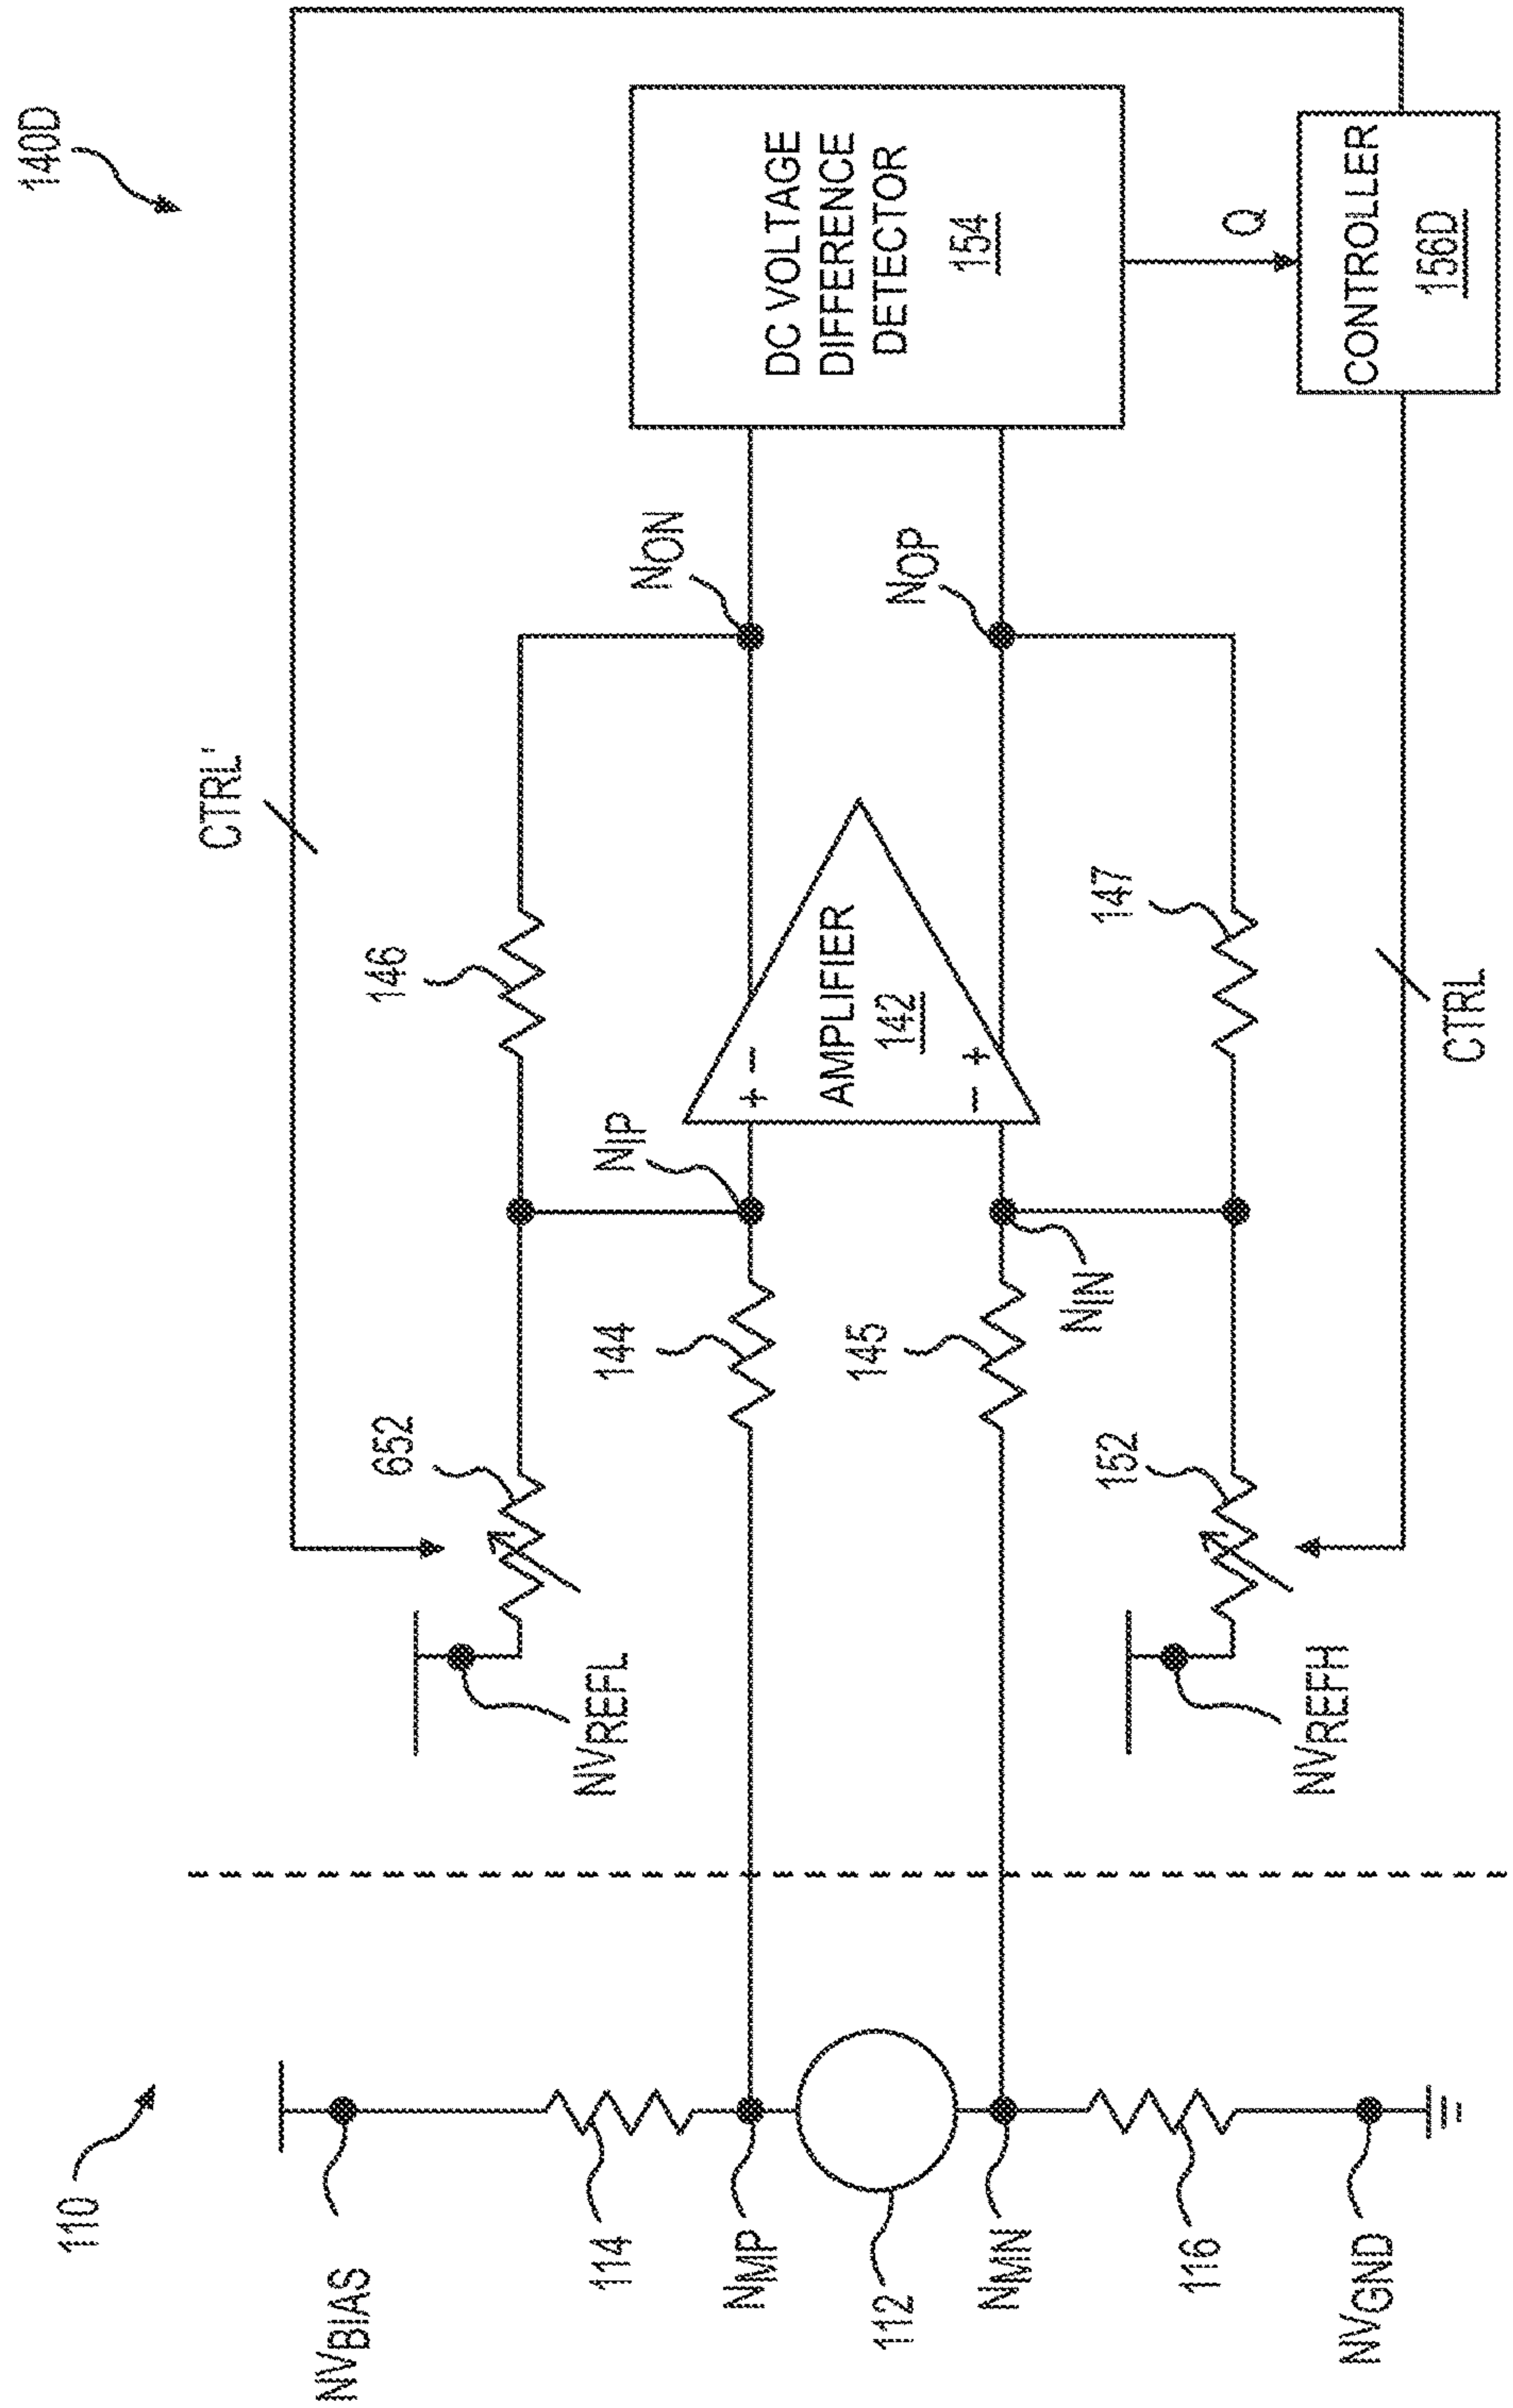 140D
110
CTRL'
NVBIAS
114
NMP
112
NMN
116
NVGND
NVREFL
652
146
144
NIP
NON
AMPLIFIER
142
+ -
- +
145
NIN
NOP
147
152
NVREFH
CTRL
DC VOLTAGE
DIFFERENCE
DETECTOR
154
Q
CONTROLLER
156D